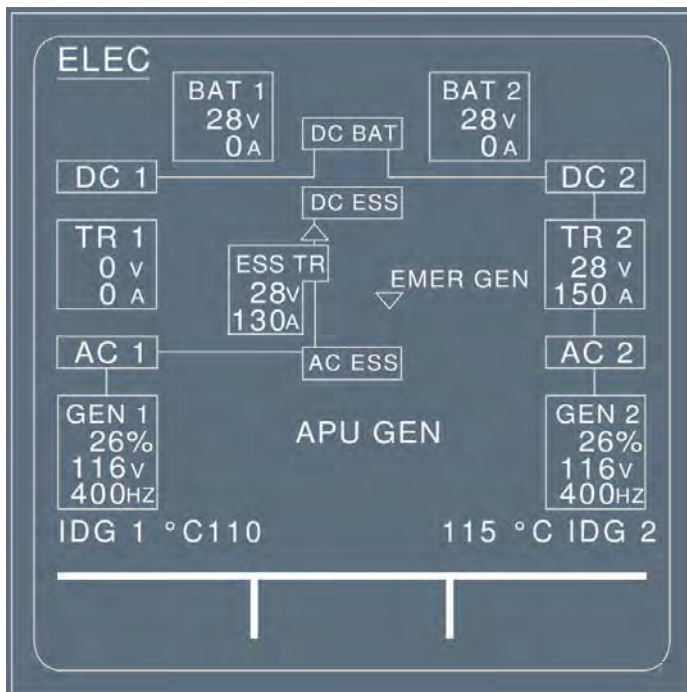 ELEC
BAT 1
28V
0A
DC BAT
BAT 2
28V
0A
DC 1
DC ESS
DC 2
TR 1
0 V
0 A
ESS TR
28V
130A
EMER GEN
TR 2
28 V
150 A
AC 1
AC ESS
AC 2
GEN 1
26%
116V
400HZ
APU GEN
GEN 2
26%
116V
400HZ
IDG 1 °C110
115 °C IDG 2